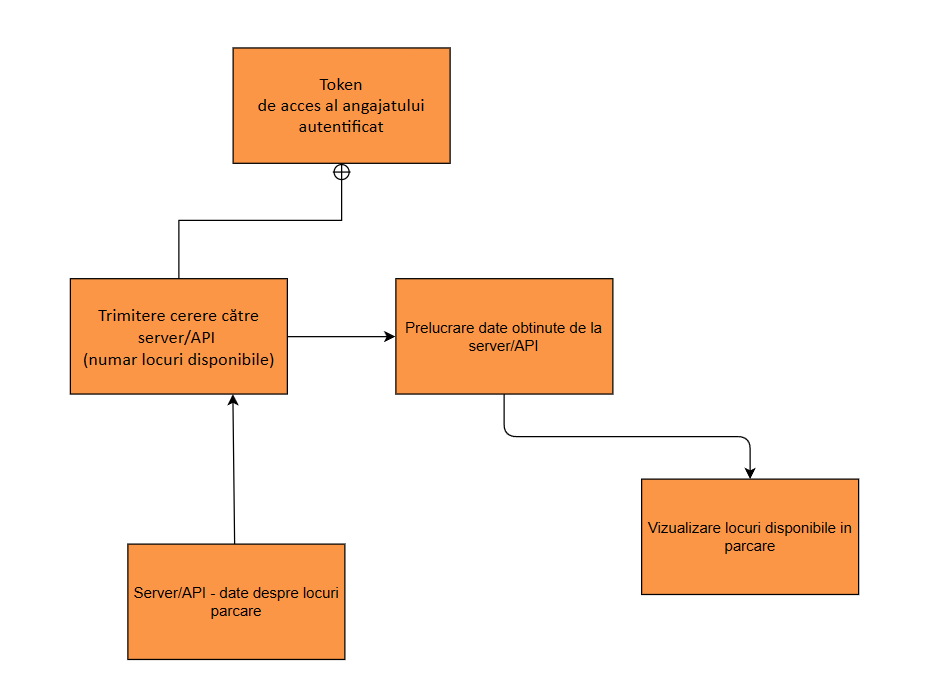 Token
de acces al angajatului
autentificat
Trimitere cerere către
server/API
(numar locuri disponibile)
Prelucrare date obtinute de la
server/API
Vizualizare locuri disponibile in
parcare
Server/API - date despre locuri
parcare